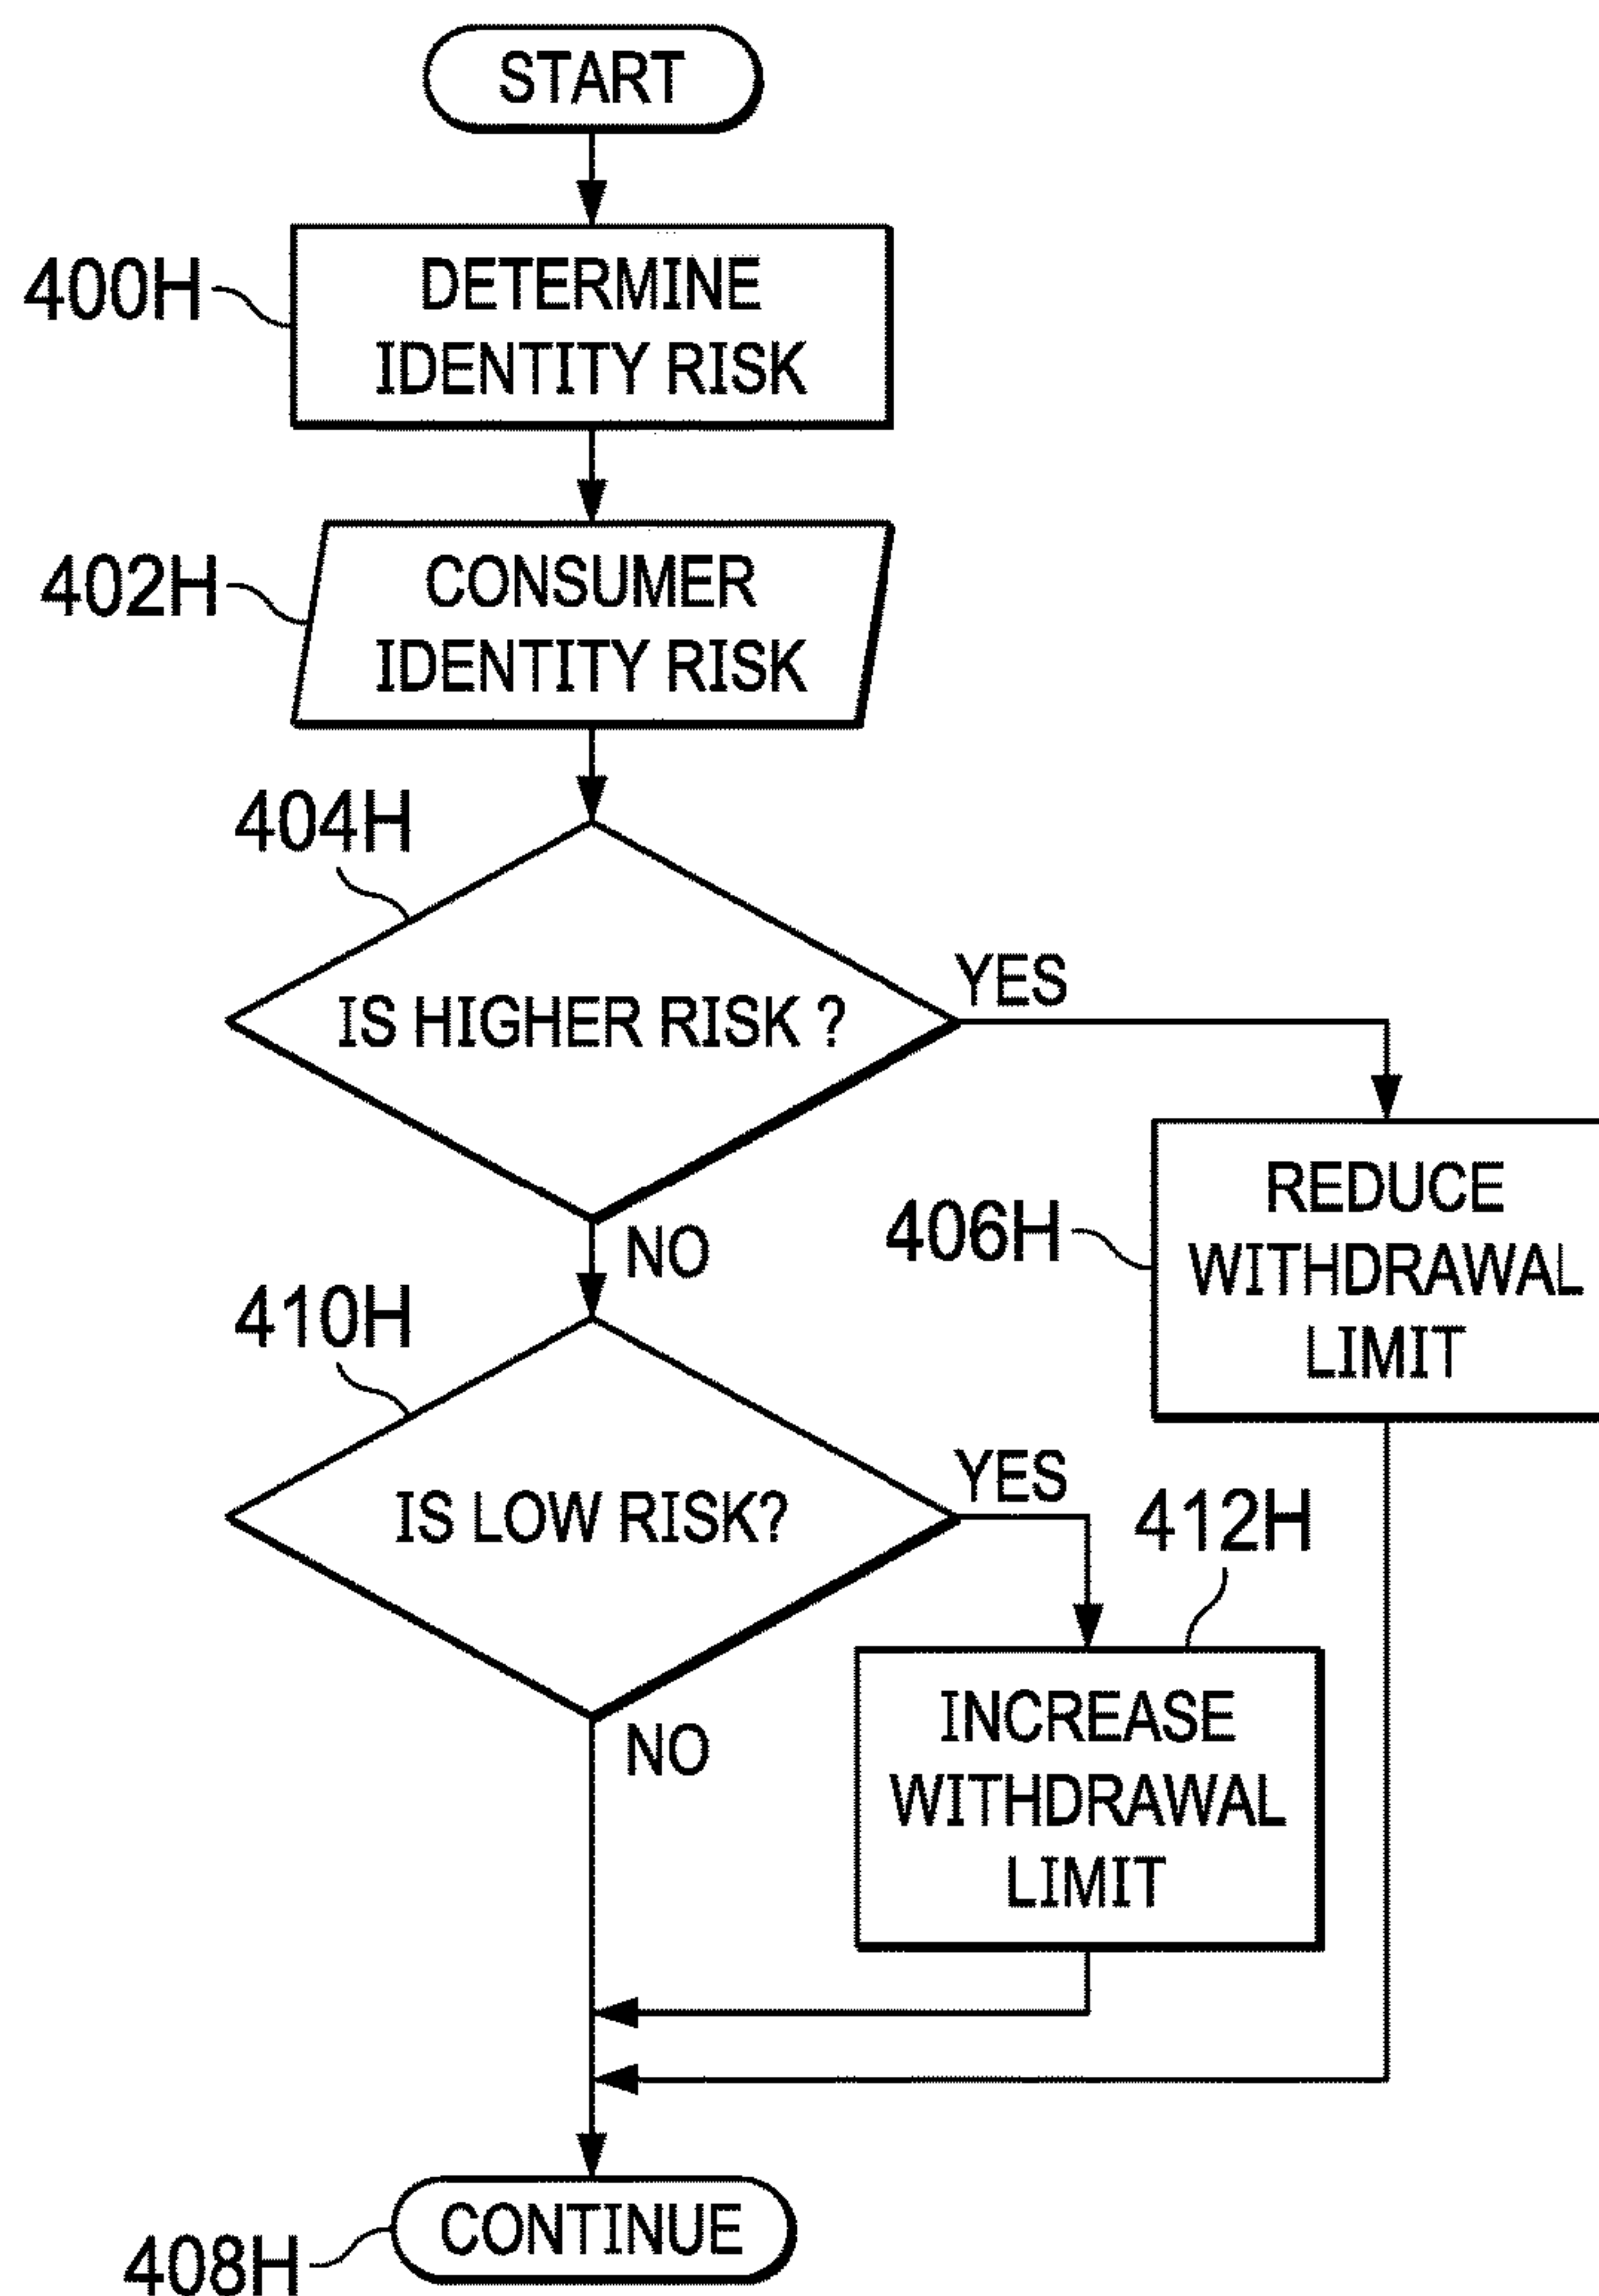 START
400H
DETERMINE
IDENTITY RISK
402H
CONSUMER
IDENTITY RISK
404H
IS HIGHER RISK ?
YES
NO
406H
REDUCE
WITHDRAWAL
LIMIT
410H
IS LOW RISK?
YES
NO
412H
INCREASE
WITHDRAWAL
LIMIT
CONTINUE
408H